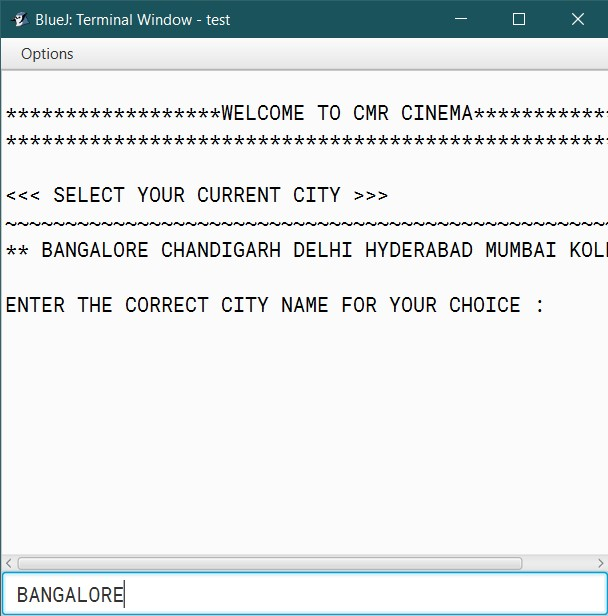 BlueJ: Terminal Window - test
Options
******************WELCOME TO CMR CINEMA***********
**************************************************
<<< SELECT YOUR CURRENT CITY >>>
~~~~~~~~~~~~~~~~~~~~~~~~~~~~~~~~~~~~~~~~~~~~~~~~~~
** BANGALORE CHANDIGARH DELHI HYDERABAD MUMBAI
ENTER THE CORRECT CITY NAME FOR YOUR CHOICE :
BANGALORE